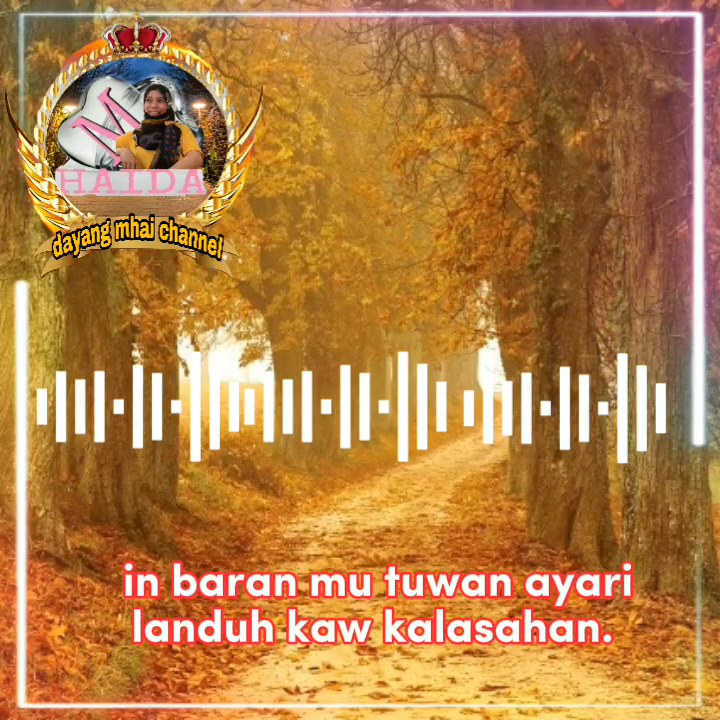 M
HAIDA
dayang mhai channel
in baran mu tuwan ayari
landuh kaw kalasahan.